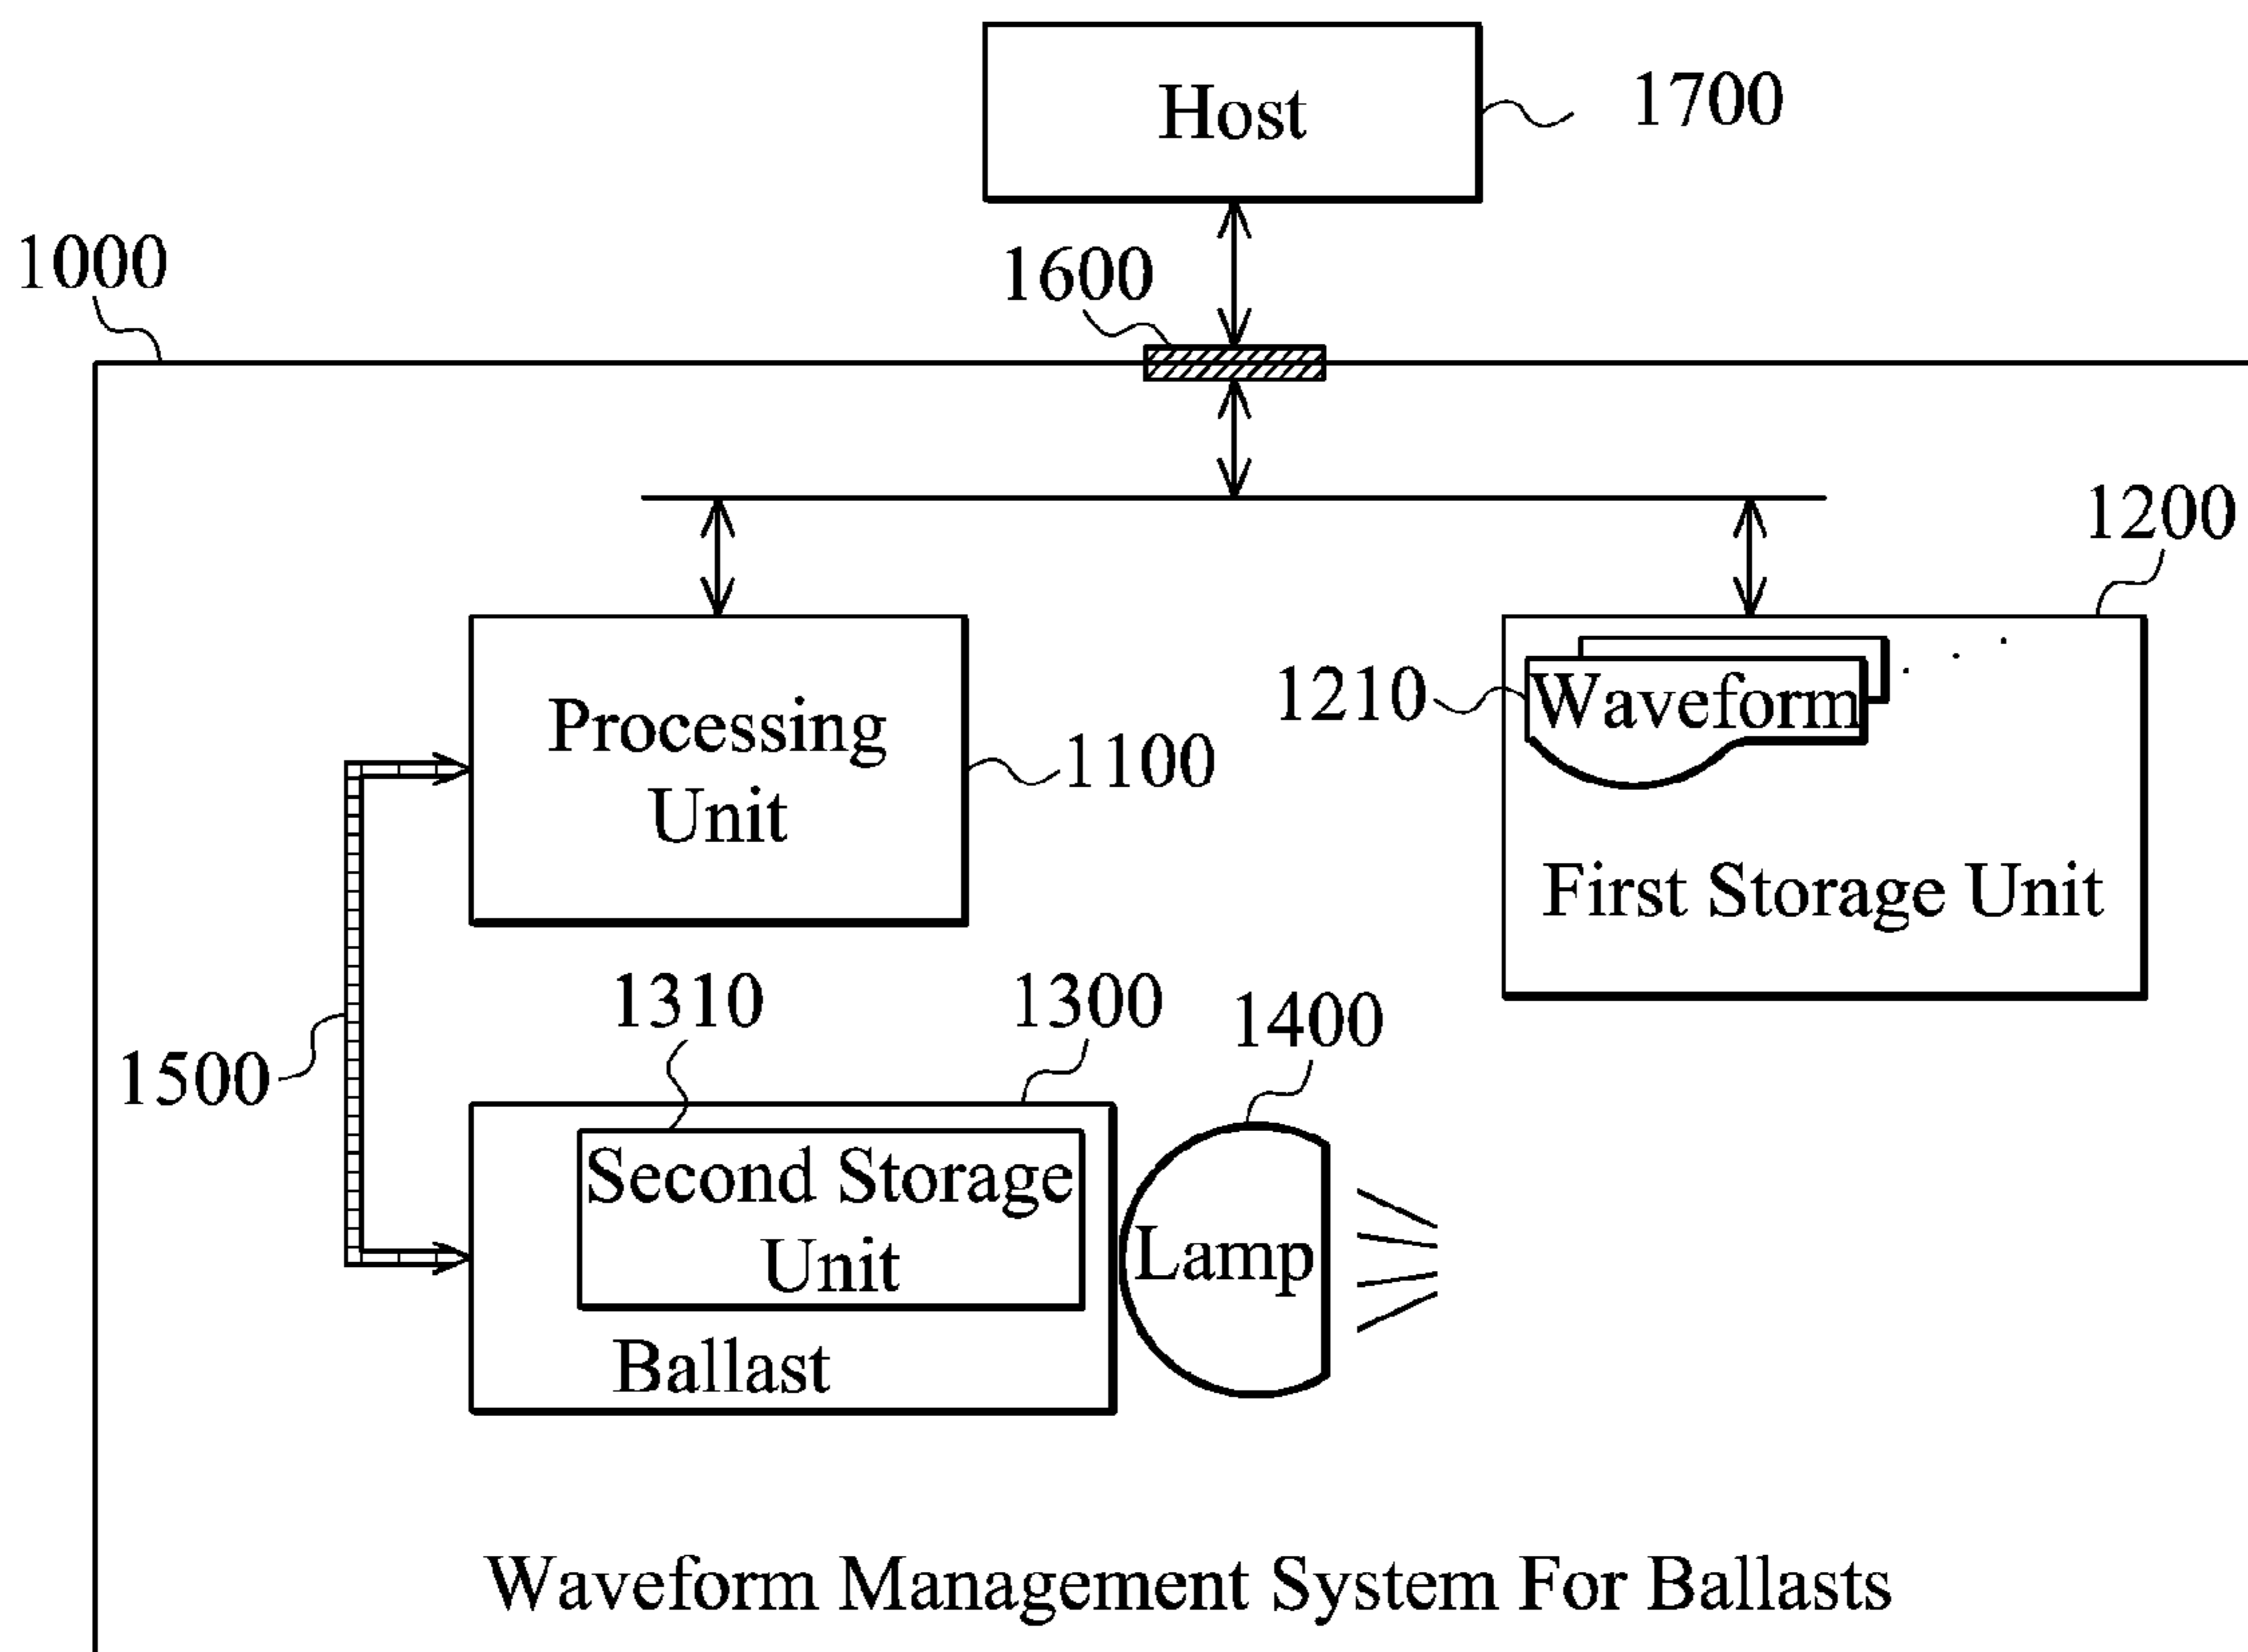 Host
1700
1600
1000
1200
Waveform
1210
Processing
Unit
1100
First Storage Unit
1310
1300
1400
1500
Second Storage
Unit
Lamp
Ballast
Waveform Management System For Ballasts